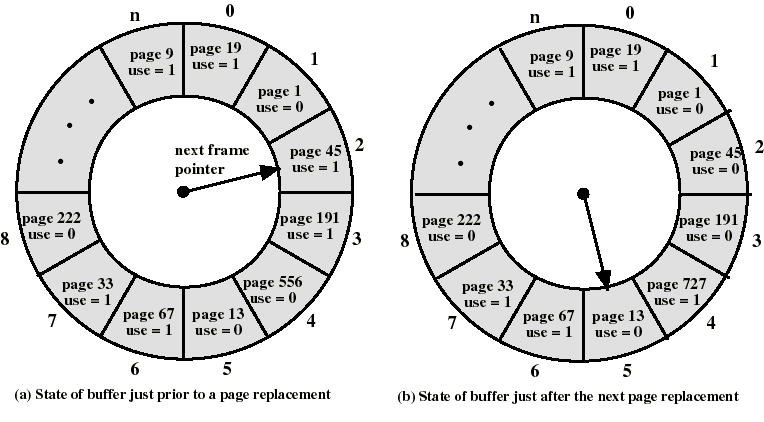 n
0
page 9
use = 1
page 19
use = 1
1
page 1
use = 0
2
page 45
use = 1
next frame
pointer
page 191
use = 1
3
page 556
use = 0
4
page 13
use = 0
5
page 67
use = 1
6
page 33
use = 1
7
page 222
use = 0
8
(a) State of buffer just prior to a page replacement
n
0
page 9
use = 1
page 19
use = 1
1
page 1
use = 0
2
page 45
use = 0
page 191
use = 0
3
page 727
use = 1
4
page 13
use = 0
5
page 67
use = 1
6
page 33
use = 1
7
page 222
use = 0
8
(b) State of buffer just after the next page replacement